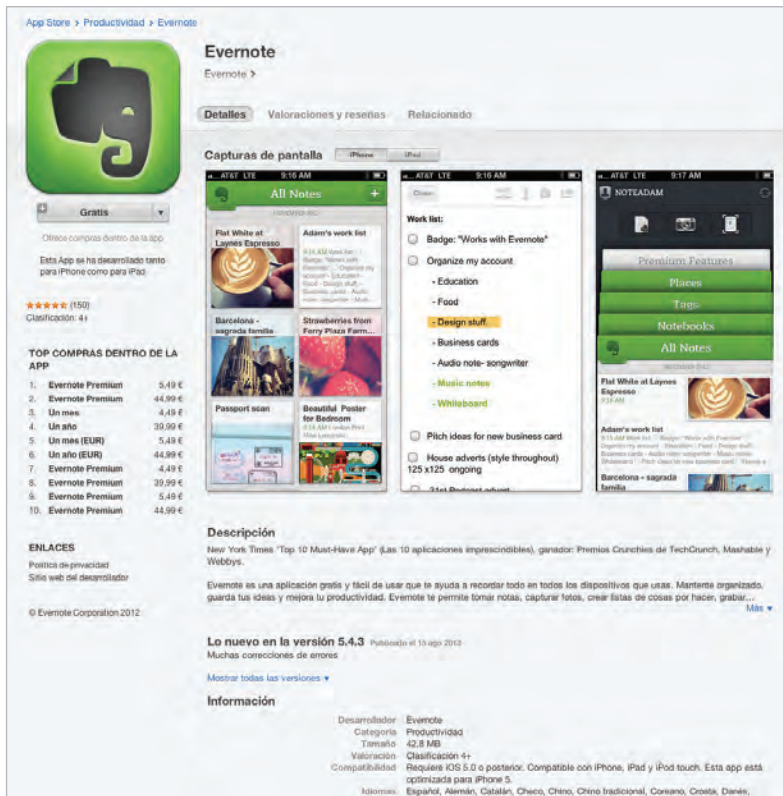 App Store > Productividad > Evernote
Evernote
Evernote >
Detalles Valoraciones y reseñas Relacionado
Capturas de pantalla iPhone iPad
Gratis
Ofrece compras dentro de la app
Esta App se ha desarrollado tanto
para iPhone como para iPad
(150)
Clasificación: 4+
TOP COMPRAS DENTRO DE LA
APP
1. Evernote Premium 5,49 €
2. Evernote Premium 44,99 €
3. Un mes 4,49 €
4. Un año 39,99 €
5. Un mes (EUR) 5,49 €
6. Un año (EUR) 44,99 €
7. Evernote Premium 4,49 €
8. Evernote Premium 39,99 €
9. Evernote Premium 5,49 €
10. Evernote Premium 44,99 €
ENLACES
Política de privacidad
Sitio web del desarrollador
© Evernote Corporation 2012
AT&T LTE 9:16 AM
All Notes
Flat White at
Laynes Espresso
Adam's work list
Barcelona -
sagrada familia
Strawberries from
Ferry Plaza Farm...
Passport scan
Beautiful Poster
for Bedroom
AT&T LTE 9:16 AM
Close
Work list:
Badge: "Works with Evernote"
Organize my account
- Education
- Food
- Design stuff.
- Business cards
- Audio note- songwriter
- Music notes
- Whiteboard
Pitch ideas for new business card
House adverts (style throughout)
125 x125 ongoing
21st Podcast advert
AT&T LTE 9:17 AM
NOTEADAM
Premium Features
Places
Tags
Notebooks
All Notes
Flat White at Laynes
Espresso
9:16 AM
Adam's work list
Barcelona - sagrada
familia
Descripción
New York Times 'Top 10 Must-Have App' (Las 10 aplicaciones imprescindibles), ganador: Premios Crunchies de TechCrunch, Mashable y
Webbys.
Evernote es una aplicación gratis y fácil de usar que te ayuda a recordar todo en todos los dispositivos que usas. Mantente organizado,
guarda tus ideas y mejora tu productividad. Evernote te permite tomar notas, capturar fotos, crear listas de cosas por hacer, grabar...
Más
Lo nuevo en la versión 5.4.3 Publicado el 15 ago 2013
Muchas correcciones de errores
Mostrar todas las versiones
Información
Desarrollador Evernote
Categoría Productividad
Tamaño 42,8 MB
Valoración Clasificación 4+
Compatibilidad Requiere iOS 5.0 o posterior. Compatible con iPhone, iPad y iPod touch. Esta app está
optimizada para iPhone 5.
Idiomas Español, Alemán, Catalán, Checo, Chino, Chino tradicional, Coreano, Croata, Danés,